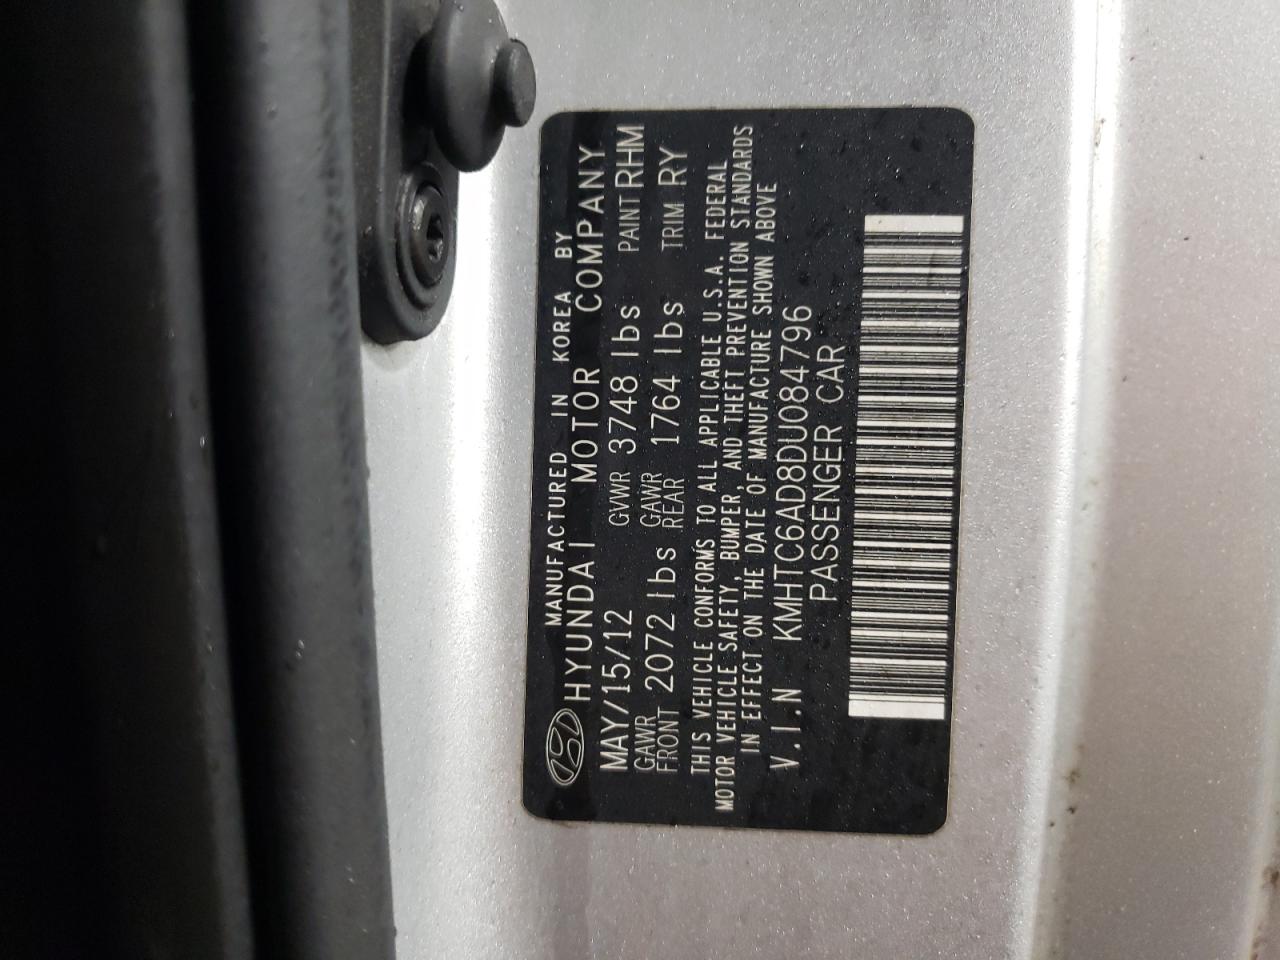 MANUFACTURED IN KOREA BY
HYUNDAI MOTOR COMPANY
MAY/15/12 GVWR 3748 lbs PAINT RHM
GAWR FRONT 2072 lbs GAWR REAR 1764 lbs TRIM RY
THIS VEHICLE CONFORMS TO ALL APPLICABLE U.S.A. FEDERAL
MOTOR VEHICLE SAFETY, BUMPER, AND THEFT PREVENTION STANDARDS
IN EFFECT ON THE DATE OF MANUFACTURE SHOWN ABOVE
V.I.N KMHTC6AD8DU084796
PASSENGER CAR